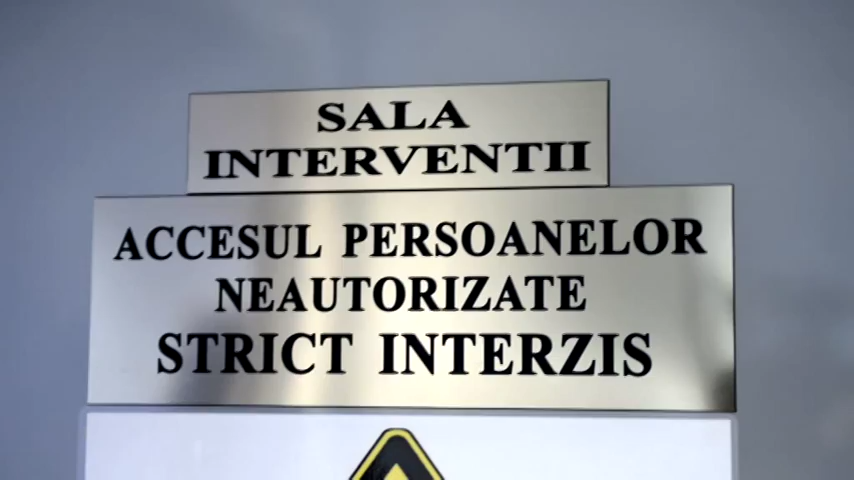 SALA
INTERVENTII
ACCESUL PERSOANELOR
NEAUTORIZATE
STRICT INTERZIS